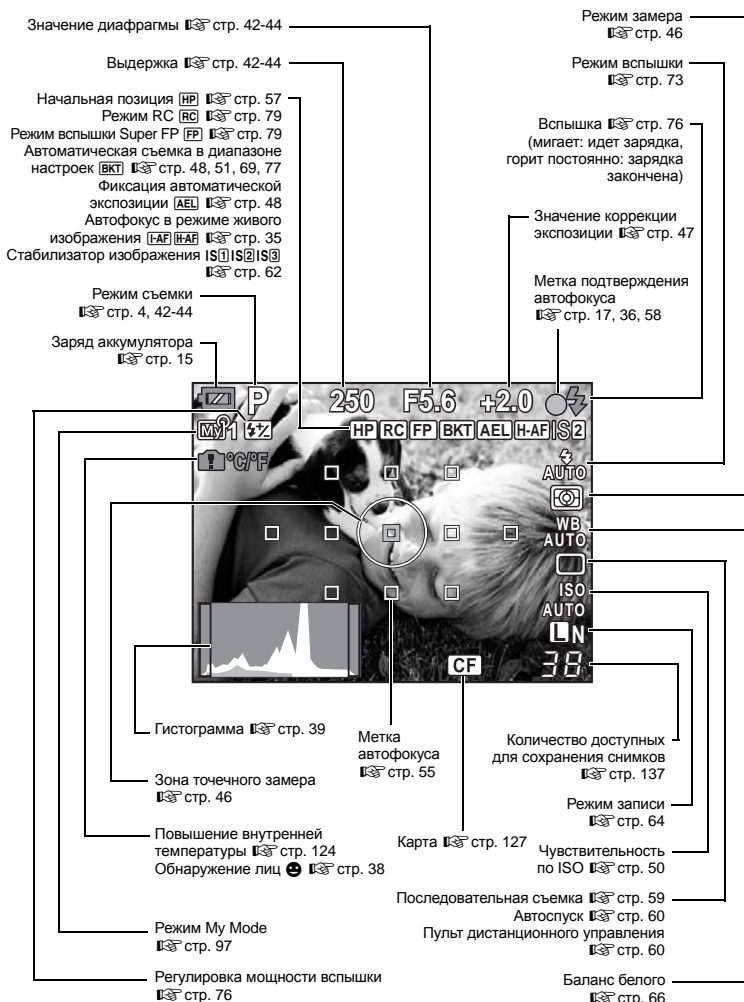 Значение диафрагмы ☞ стр. 42-44
Выдержка ☞ стр. 42-44
Начальная позиция HP ☞ стр. 57
Режим RC RC ☞ стр. 79
Режим вспышки Super FP FP ☞ стр. 79
Автоматическая съемка в диапазоне
настроек BKT ☞ стр. 48, 51, 69, 77
Фиксация автоматической
экспозиции AEL ☞ стр. 48
Автофокус в режиме живого
изображения I-AF H-AF ☞ стр. 35
Стабилизатор изображения IS1 IS2 IS3
☞ стр. 62
Режим съемки
☞ стр. 4, 42-44
Заряд аккумулятора
☞ стр. 15
Режим замера
☞ стр. 46
Режим вспышки
☞ стр. 73
Вспышка ☞ стр. 76
(мигает: идет зарядка,
горит постоянно: зарядка
закончена)
Значение коррекции
экспозиции ☞ стр. 47
Метка подтверждения
автофокуса
☞ стр. 17, 36, 58
P 250 F5.6 +2.0
My 1 HP RC FP BKT AEL H-AF IS2
°C/°F
AUTO
WB
AUTO
ISO
AUTO
L N
CF 38
Гистограмма ☞ стр. 39
Зона точечного замера
☞ стр. 46
Повышение внутренней
температуры ☞ стр. 124
Обнаружение лиц ☞ стр. 38
Режим My Mode
☞ стр. 97
Регулировка мощности вспышки
☞ стр. 76
Метка
автофокуса
☞ стр. 55
Карта ☞ стр. 127
Количество доступных
для сохранения снимков
☞ стр. 137
Режим записи
☞ стр. 64
Чувствительность
по ISO ☞ стр. 50
Последовательная съемка ☞ стр. 59
Автоспуск ☞ стр. 60
Пульт дистанционного управления
☞ стр. 60
Баланс белого
☞ стр. 66